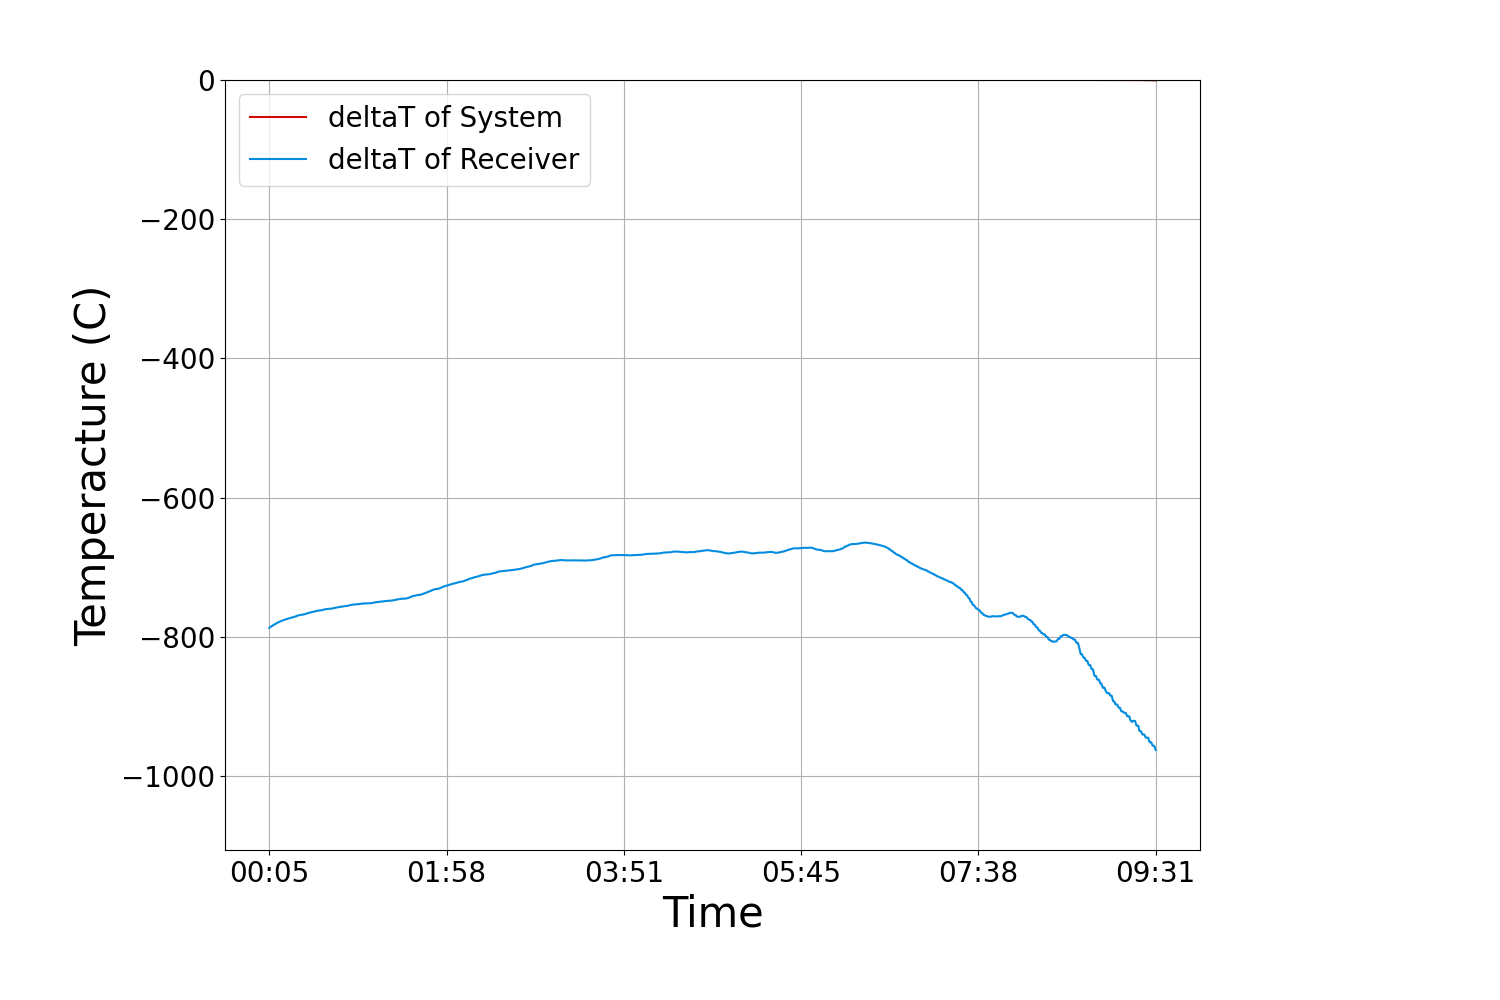 deltaT of System
deltaT of Receiver
0
−200
−400
−600
−800
−1000
Temperacture (C)
00:05 01:58 03:51 05:45 07:38 09:31
Time